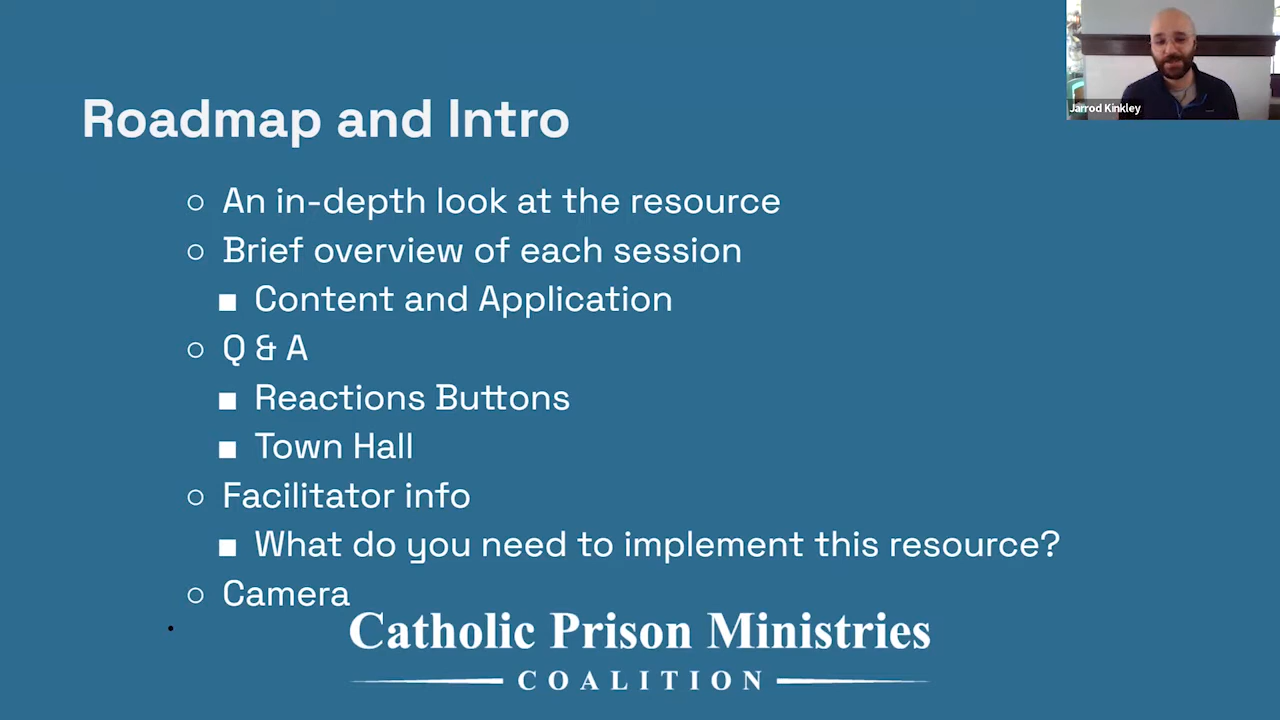 Roadmap and Intro
Jarrod Kinkley
○ An in-depth look at the resource
○ Brief overview of each session
■ Content and Application
○ Q & A
■ Reactions Buttons
■ Town Hall
○ Facilitator info
■ What do you need to implement this resource?
○ Camera
Catholic Prison Ministries
COALITION